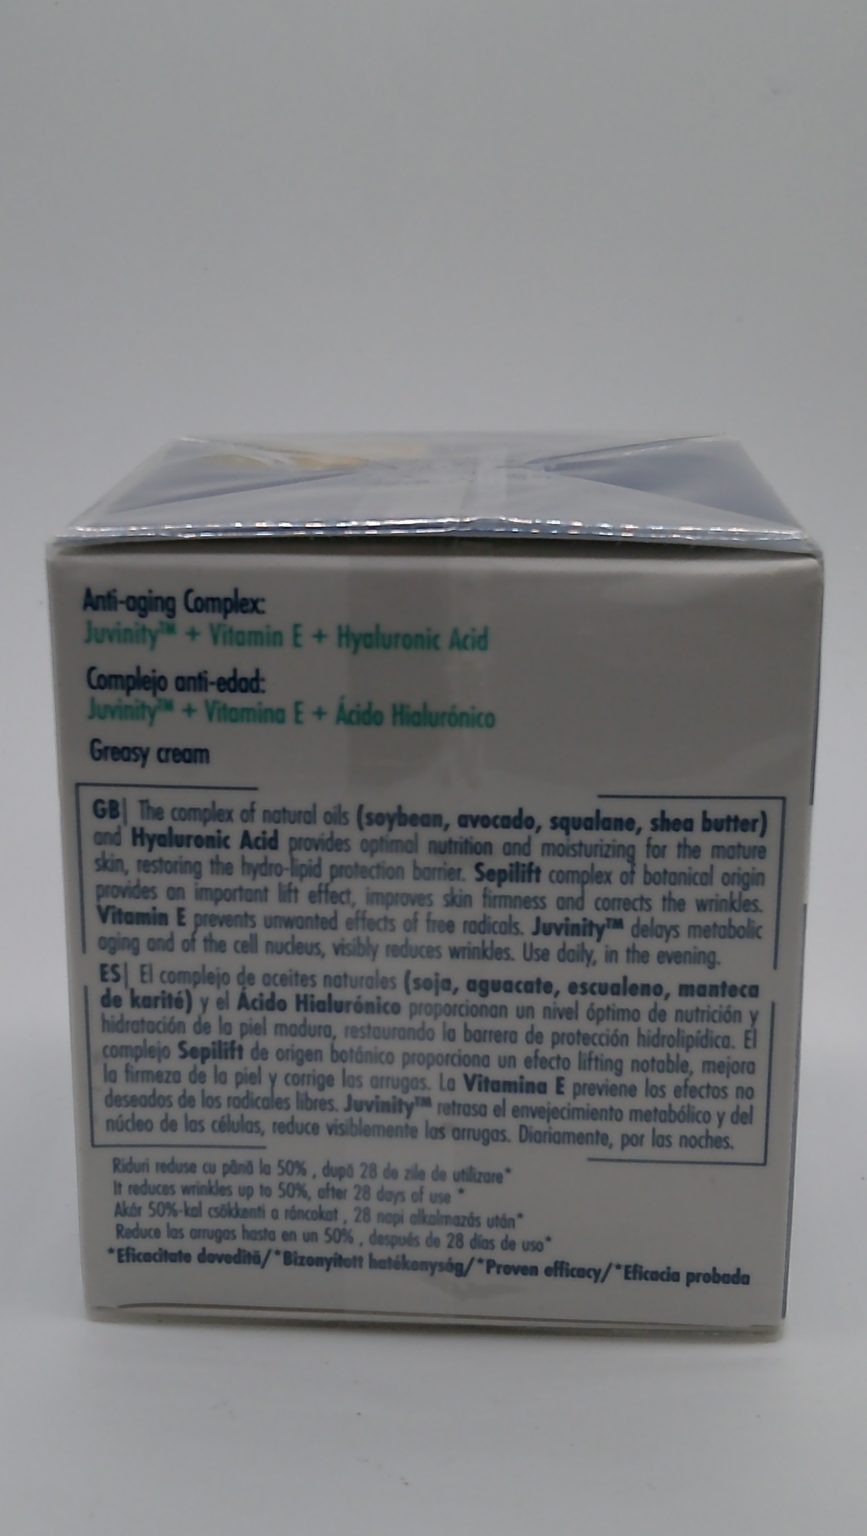 Anti-aging Complex:
Juvinity™ + Vitamin E + Hyaluronic Acid
Complejo anti-edad:
Juvinity™ + Vitamina E + Ácido Hialurónico
Greasy cream
GB| The complex of natural oils (soybean, avocado, squalane, shea butter)
and Hyaluronic Acid provides optimal nutrition and moisturizing for the mature
skin, restoring the hydro-lipid protection barrier. Sepilift complex of botanical origin
provides an important lift effect, improves skin firmness and corrects the wrinkles.
Vitamin E prevents unwanted effects of free radicals. Juvinity™ delays metabolic
aging and of the cell nucleus, visibly reduces wrinkles. Use daily, in the evening.
ES| El complejo de aceites naturales (soja, aguacate, escualeno, manteca
de karité) y el Ácido Hialurónico proporcionan un nivel óptimo de nutrición y
hidratación de la piel madura, restaurando la barrera de protección hidrolipídica. El
complejo Sepilift de origen botánico proporciona un efecto lifting notable, mejora
la firmeza de la piel y corrige las arrugas. La Vitamina E previene los efectos no
deseados de los radicales libres. Juvinity™ retrasa el envejecimiento metabólico y del
núcleo de las células, reduce visiblemente las arrugas. Diariamente, por las noches.
Riduri reduse cu până la 50% , după 28 de zile de utilizare*
It reduces wrinkles up to 50%, after 28 days of use *
Akár 50%-kal csökkenti a ráncokat , 28 napi alkalmazás után*
Reduce las arrugas hasta en un 50% , después de 28 días de uso*
*Eficacitate dovedită/*Bizonyított hatékonyság/*Proven efficacy/*Eficacia probada